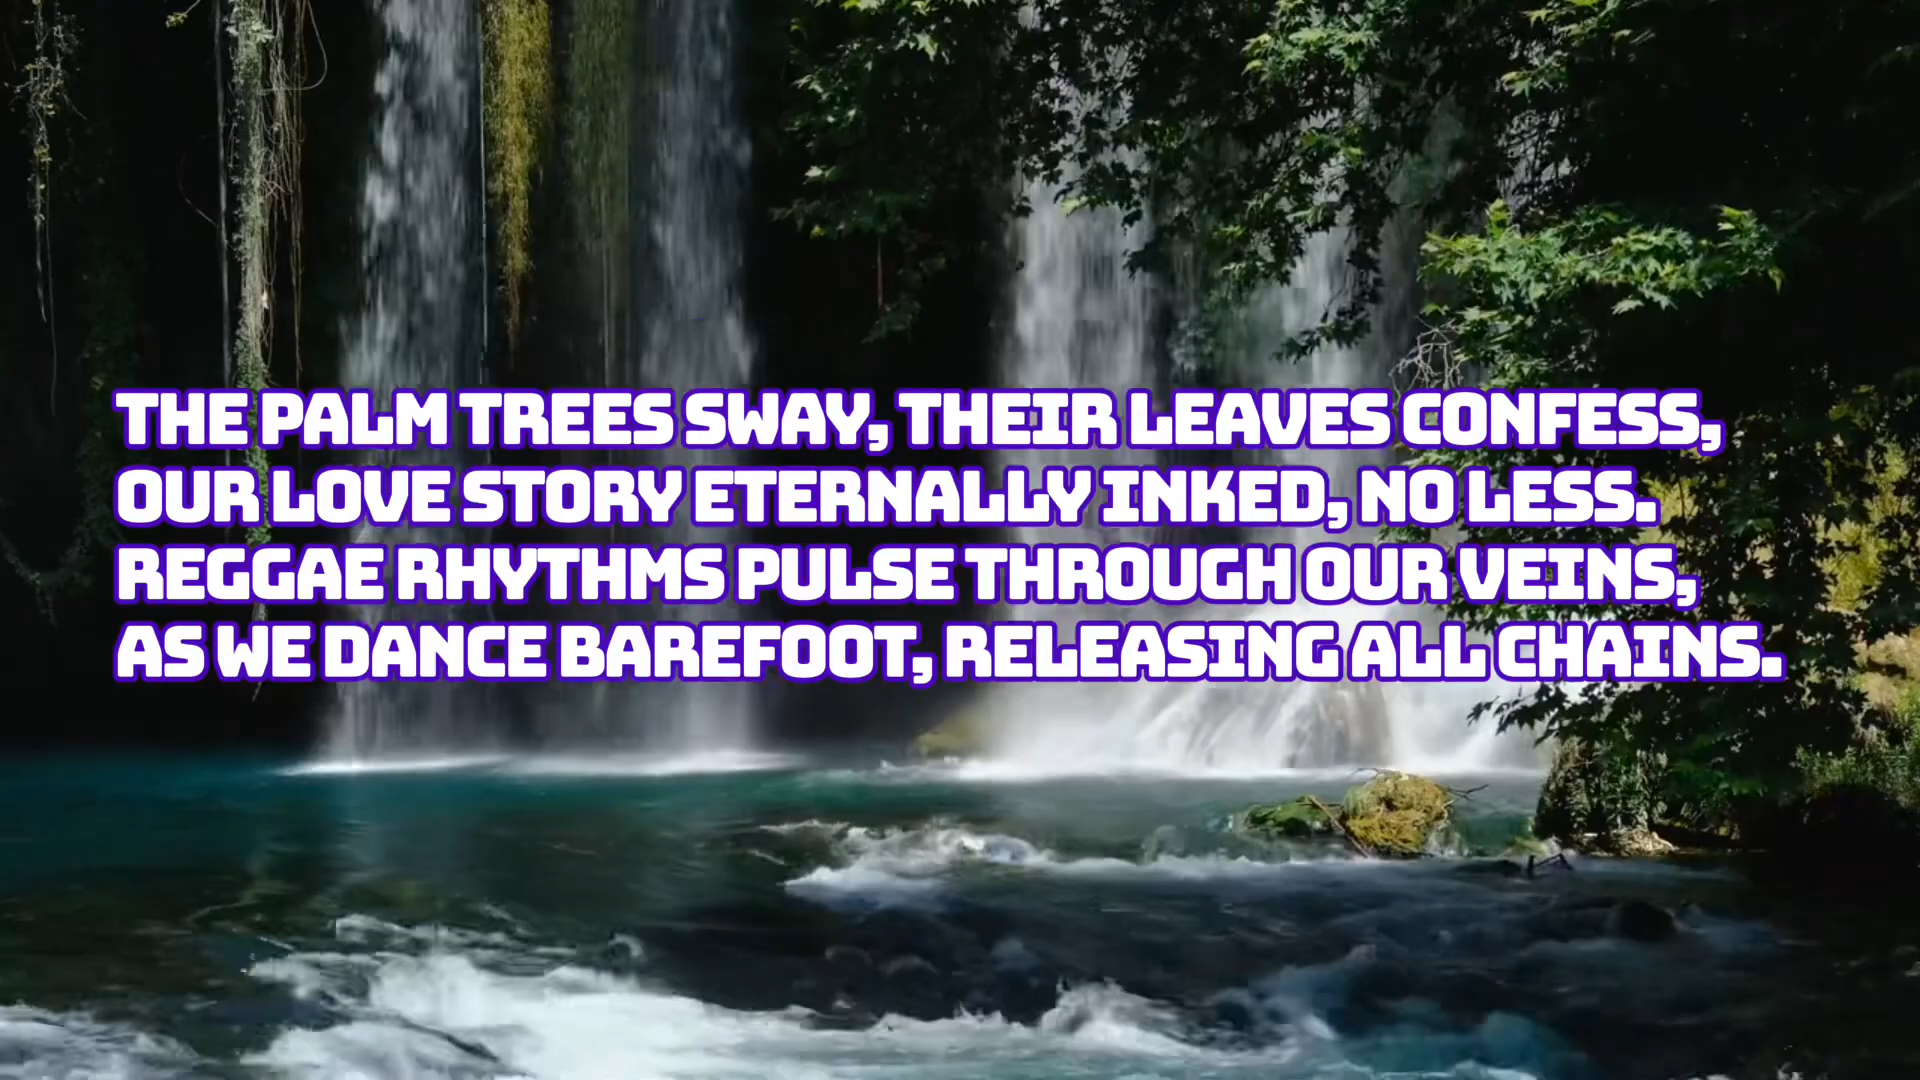 THE PALM TREES SWAY, THEIR LEAVES CONFESS,
OUR LOVE STORY ETERNALLY INKED, NO LESS.
REGGAE RHYTHMS PULSE THROUGH OUR VEINS,
AS WE DANCE BAREFOOT, RELEASING ALL CHAINS.